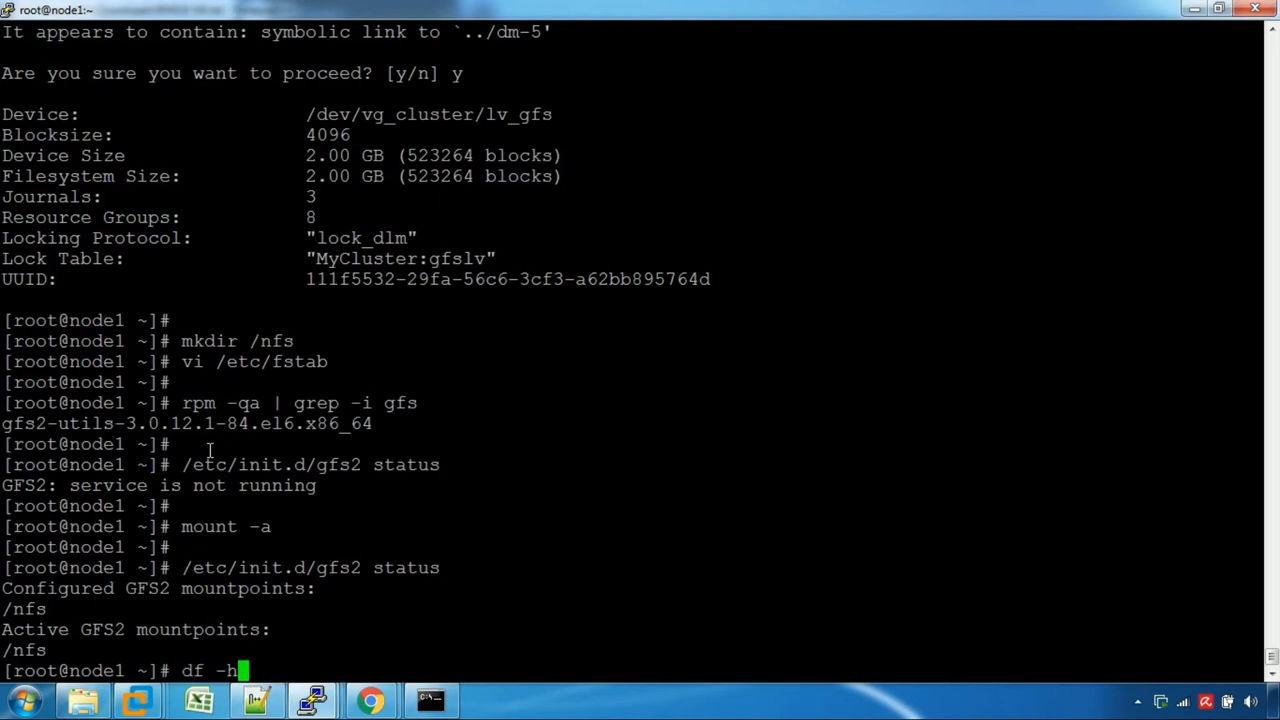 root@node1:~
It appears to contain: symbolic link to `../dm-5'
Are you sure you want to proceed? [y/n] y
Device: /dev/vg_cluster/lv_gfs
Blocksize: 4096
Device Size 2.00 GB (523264 blocks)
Filesystem Size: 2.00 GB (523264 blocks)
Journals: 3
Resource Groups: 8
Locking Protocol: "lock_dlm"
Lock Table: "MyCluster:gfslv"
UUID: 111f5532-29fa-56c6-3cf3-a62bb895764d
[root@node1 ~]#
[root@node1 ~]# mkdir /nfs
[root@node1 ~]# vi /etc/fstab
[root@node1 ~]#
[root@node1 ~]# rpm -qa | grep -i gfs
gfs2-utils-3.0.12.1-84.el6.x86_64
[root@node1 ~]#
[root@node1 ~]# /etc/init.d/gfs2 status
GFS2: service is not running
[root@node1 ~]#
[root@node1 ~]# mount -a
[root@node1 ~]#
[root@node1 ~]# /etc/init.d/gfs2 status
Configured GFS2 mountpoints:
/nfs
Active GFS2 mountpoints:
/nfs
[root@node1 ~]# df -h